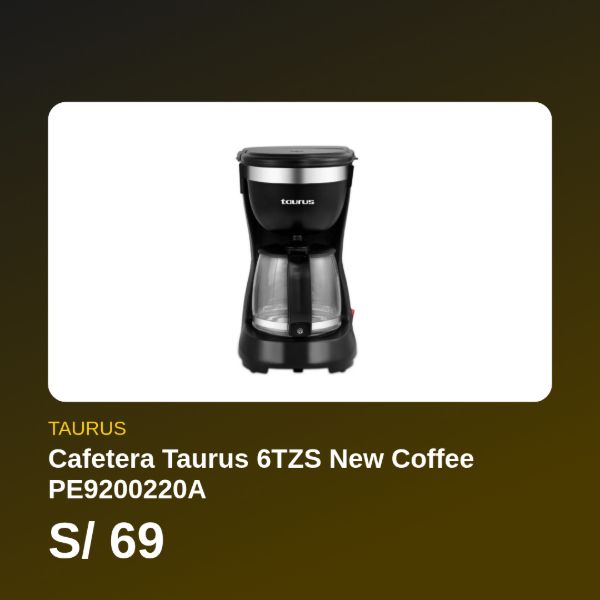 taurus
TAURUS
Cafetera Taurus 6TZS New Coffee
PE9200220A
S/ 69